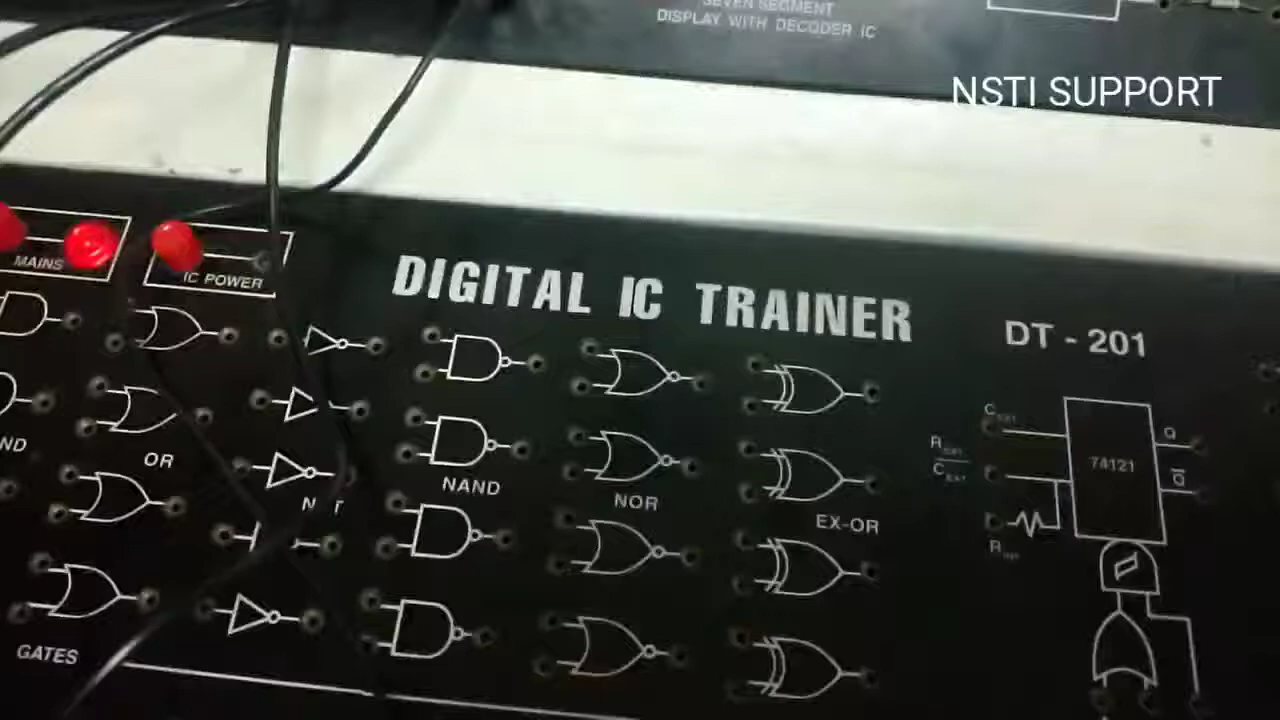 SEVEN SEGMENT
DISPLAY WITH DECODER IC
NSTI SUPPORT
MAINS
IC POWER
DIGITAL IC TRAINER
DT - 201
C
R
C
Q
74121
Q
ND
OR
NAND
NOR
EX-OR
R
GATES